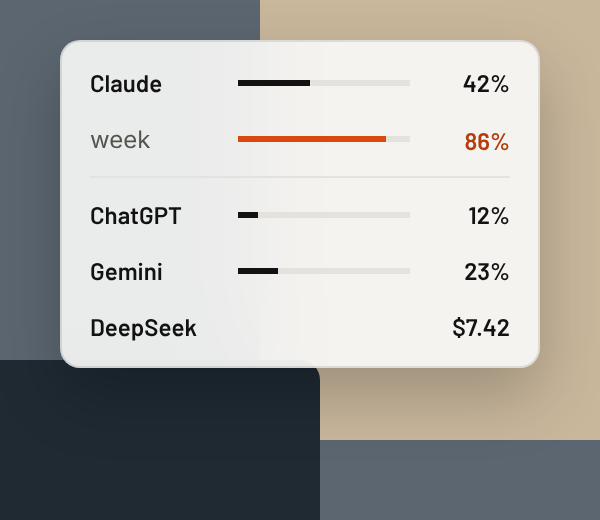 Claude 42%
week 86%
ChatGPT 12%
Gemini 23%
DeepSeek $7.42